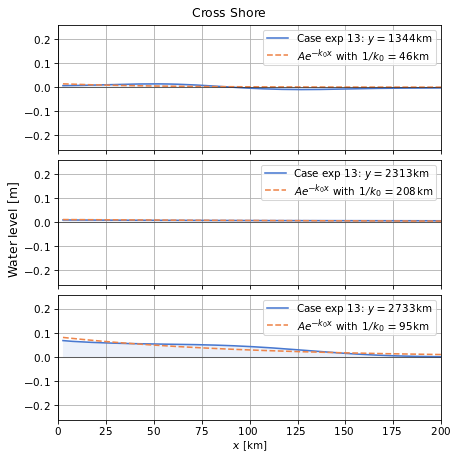 Cross Shore
Case exp 13: y = 1344km
Ae^{-k_0x} with 1/k_0 = 46km
0.2
0.1
0.0
−0.1
−0.2
Case exp 13: y = 2313km
Ae^{-k_0x} with 1/k_0 = 208km
0.2
0.1
0.0
−0.1
−0.2
Water level [m]
Case exp 13: y = 2733km
Ae^{-k_0x} with 1/k_0 = 95km
0.2
0.1
0.0
−0.1
−0.2
0 25 50 75 100 125 150 175 200
x [km]